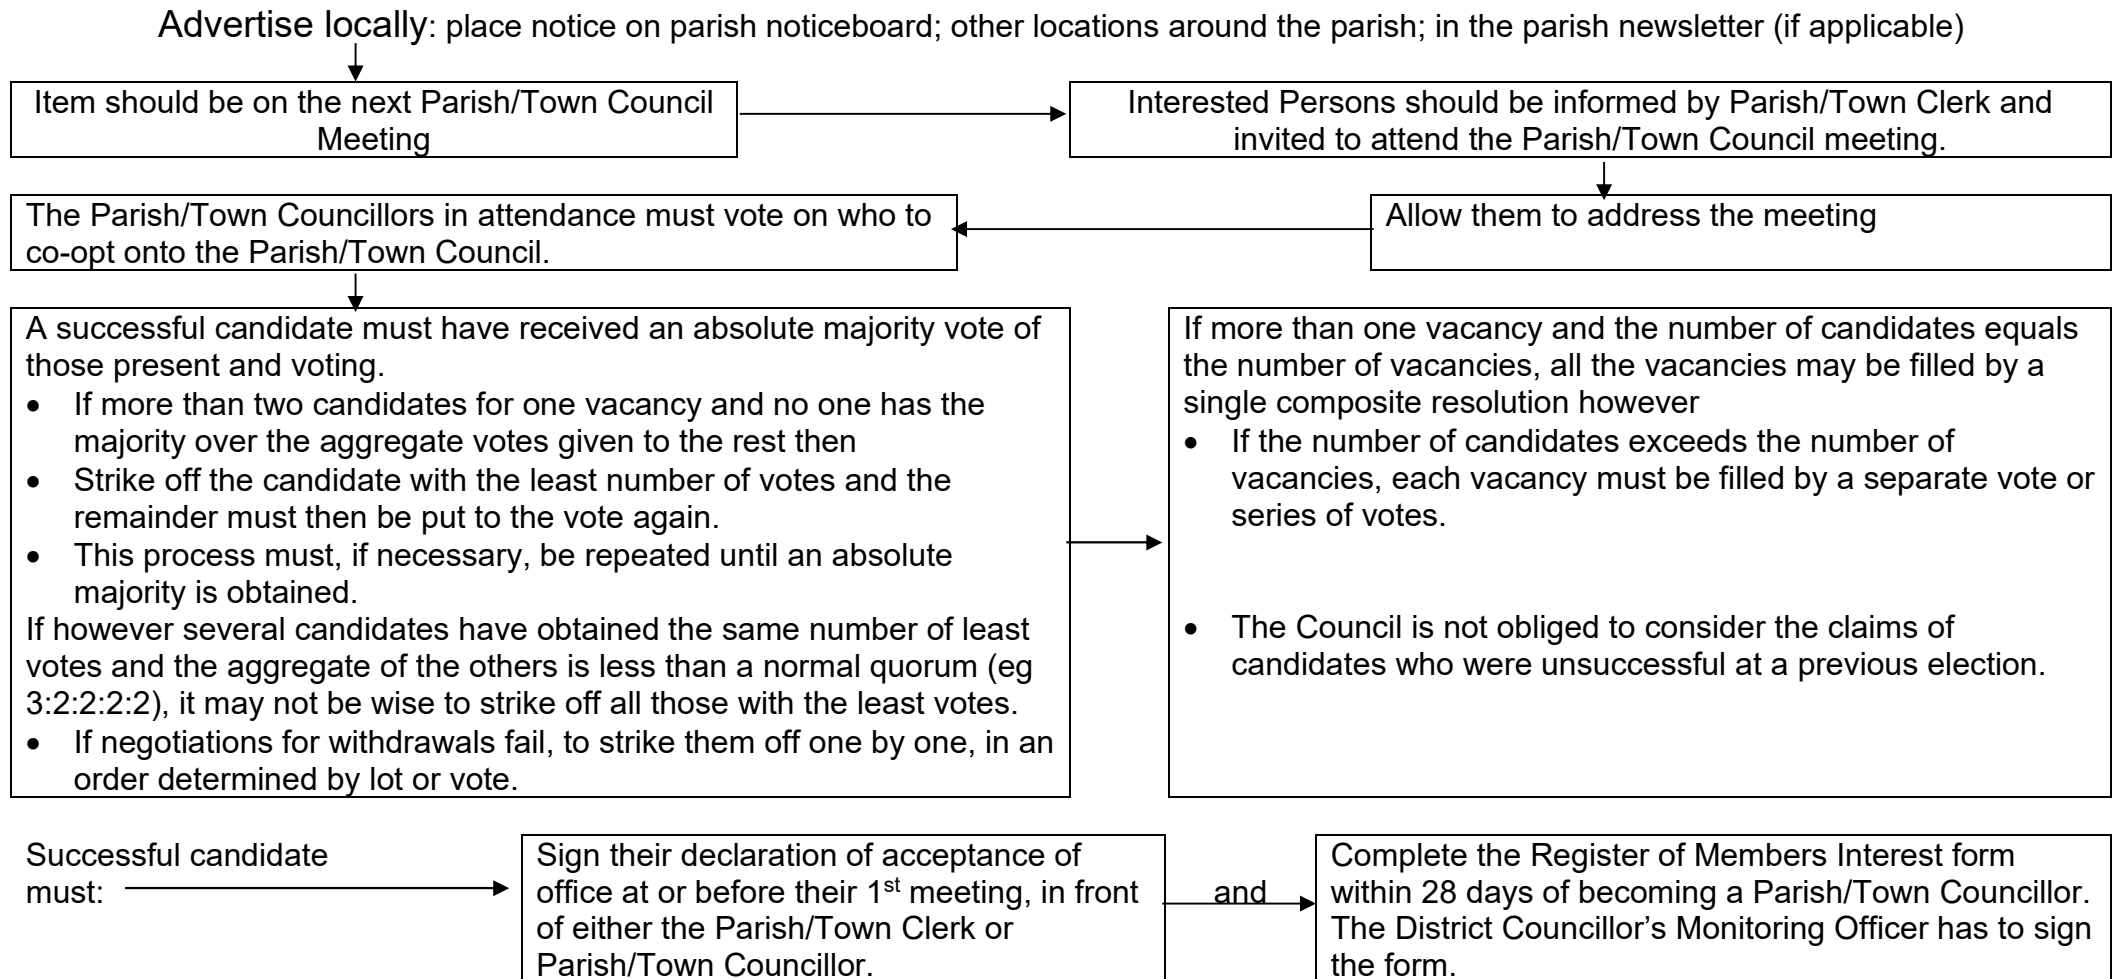 Advertise locally: place notice on parish noticeboard; other locations around the parish; in the parish newsletter (if applicable)
Item should be on the next Parish/Town Council
Meeting
Interested Persons should be informed by Parish/Town Clerk and
invited to attend the Parish/Town Council meeting.
Allow them to address the meeting
The Parish/Town Councillors in attendance must vote on who to
co-opt onto the Parish/Town Council.
A successful candidate must have received an absolute majority vote of
those present and voting.
• If more than two candidates for one vacancy and no one has the
majority over the aggregate votes given to the rest then
• Strike off the candidate with the least number of votes and the
remainder must then be put to the vote again.
• This process must, if necessary, be repeated until an absolute
majority is obtained.
If however several candidates have obtained the same number of least
votes and the aggregate of the others is less than a normal quorum (eg
3:2:2:2:2), it may not be wise to strike off all those with the least votes.
• If negotiations for withdrawals fail, to strike them off one by one, in an
order determined by lot or vote.
If more than one vacancy and the number of candidates equals
the number of vacancies, all the vacancies may be filled by a
single composite resolution however
• If the number of candidates exceeds the number of
vacancies, each vacancy must be filled by a separate vote or
series of votes.
• The Council is not obliged to consider the claims of
candidates who were unsuccessful at a previous election.
Successful candidate
must:
Sign their declaration of acceptance of
office at or before their 1st meeting, in front
of either the Parish/Town Clerk or
Parish/Town Councillor.
and
Complete the Register of Members Interest form
within 28 days of becoming a Parish/Town Councillor.
The District Councillor’s Monitoring Officer has to sign
the form.